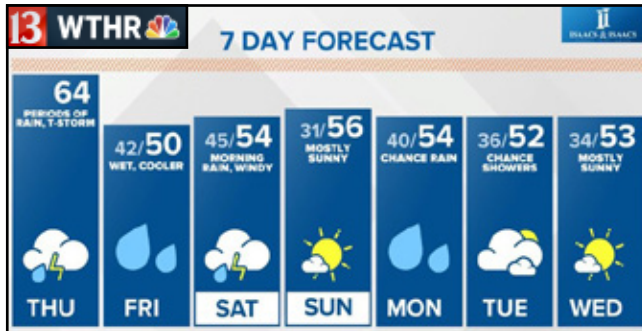 13 WTHR
7 DAY FORECAST
ISAACS & ISAACS
64
PERIODS OF
RAIN, T-STORM
THU
42/50
WET, COOLER
FRI
45/54
MORNING
RAIN, WINDY
SAT
31/56
MOSTLY
SUNNY
SUN
40/54
CHANCE RAIN
MON
36/52
CHANCE
SHOWERS
TUE
34/53
MOSTLY
SUNNY
WED